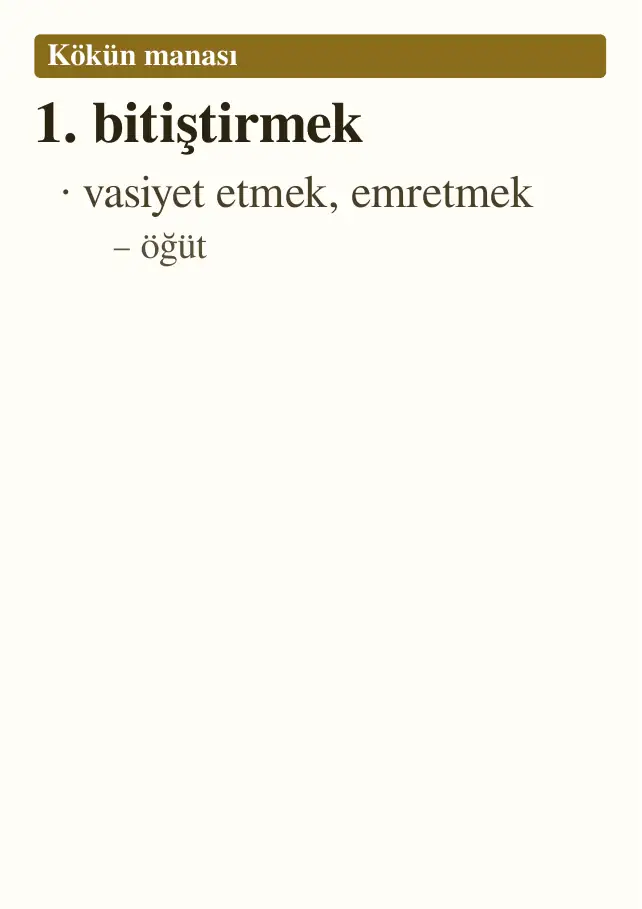 Kökün manası
1. bitiştirmek
· vasiyet etmek, emretmek
– öğüt